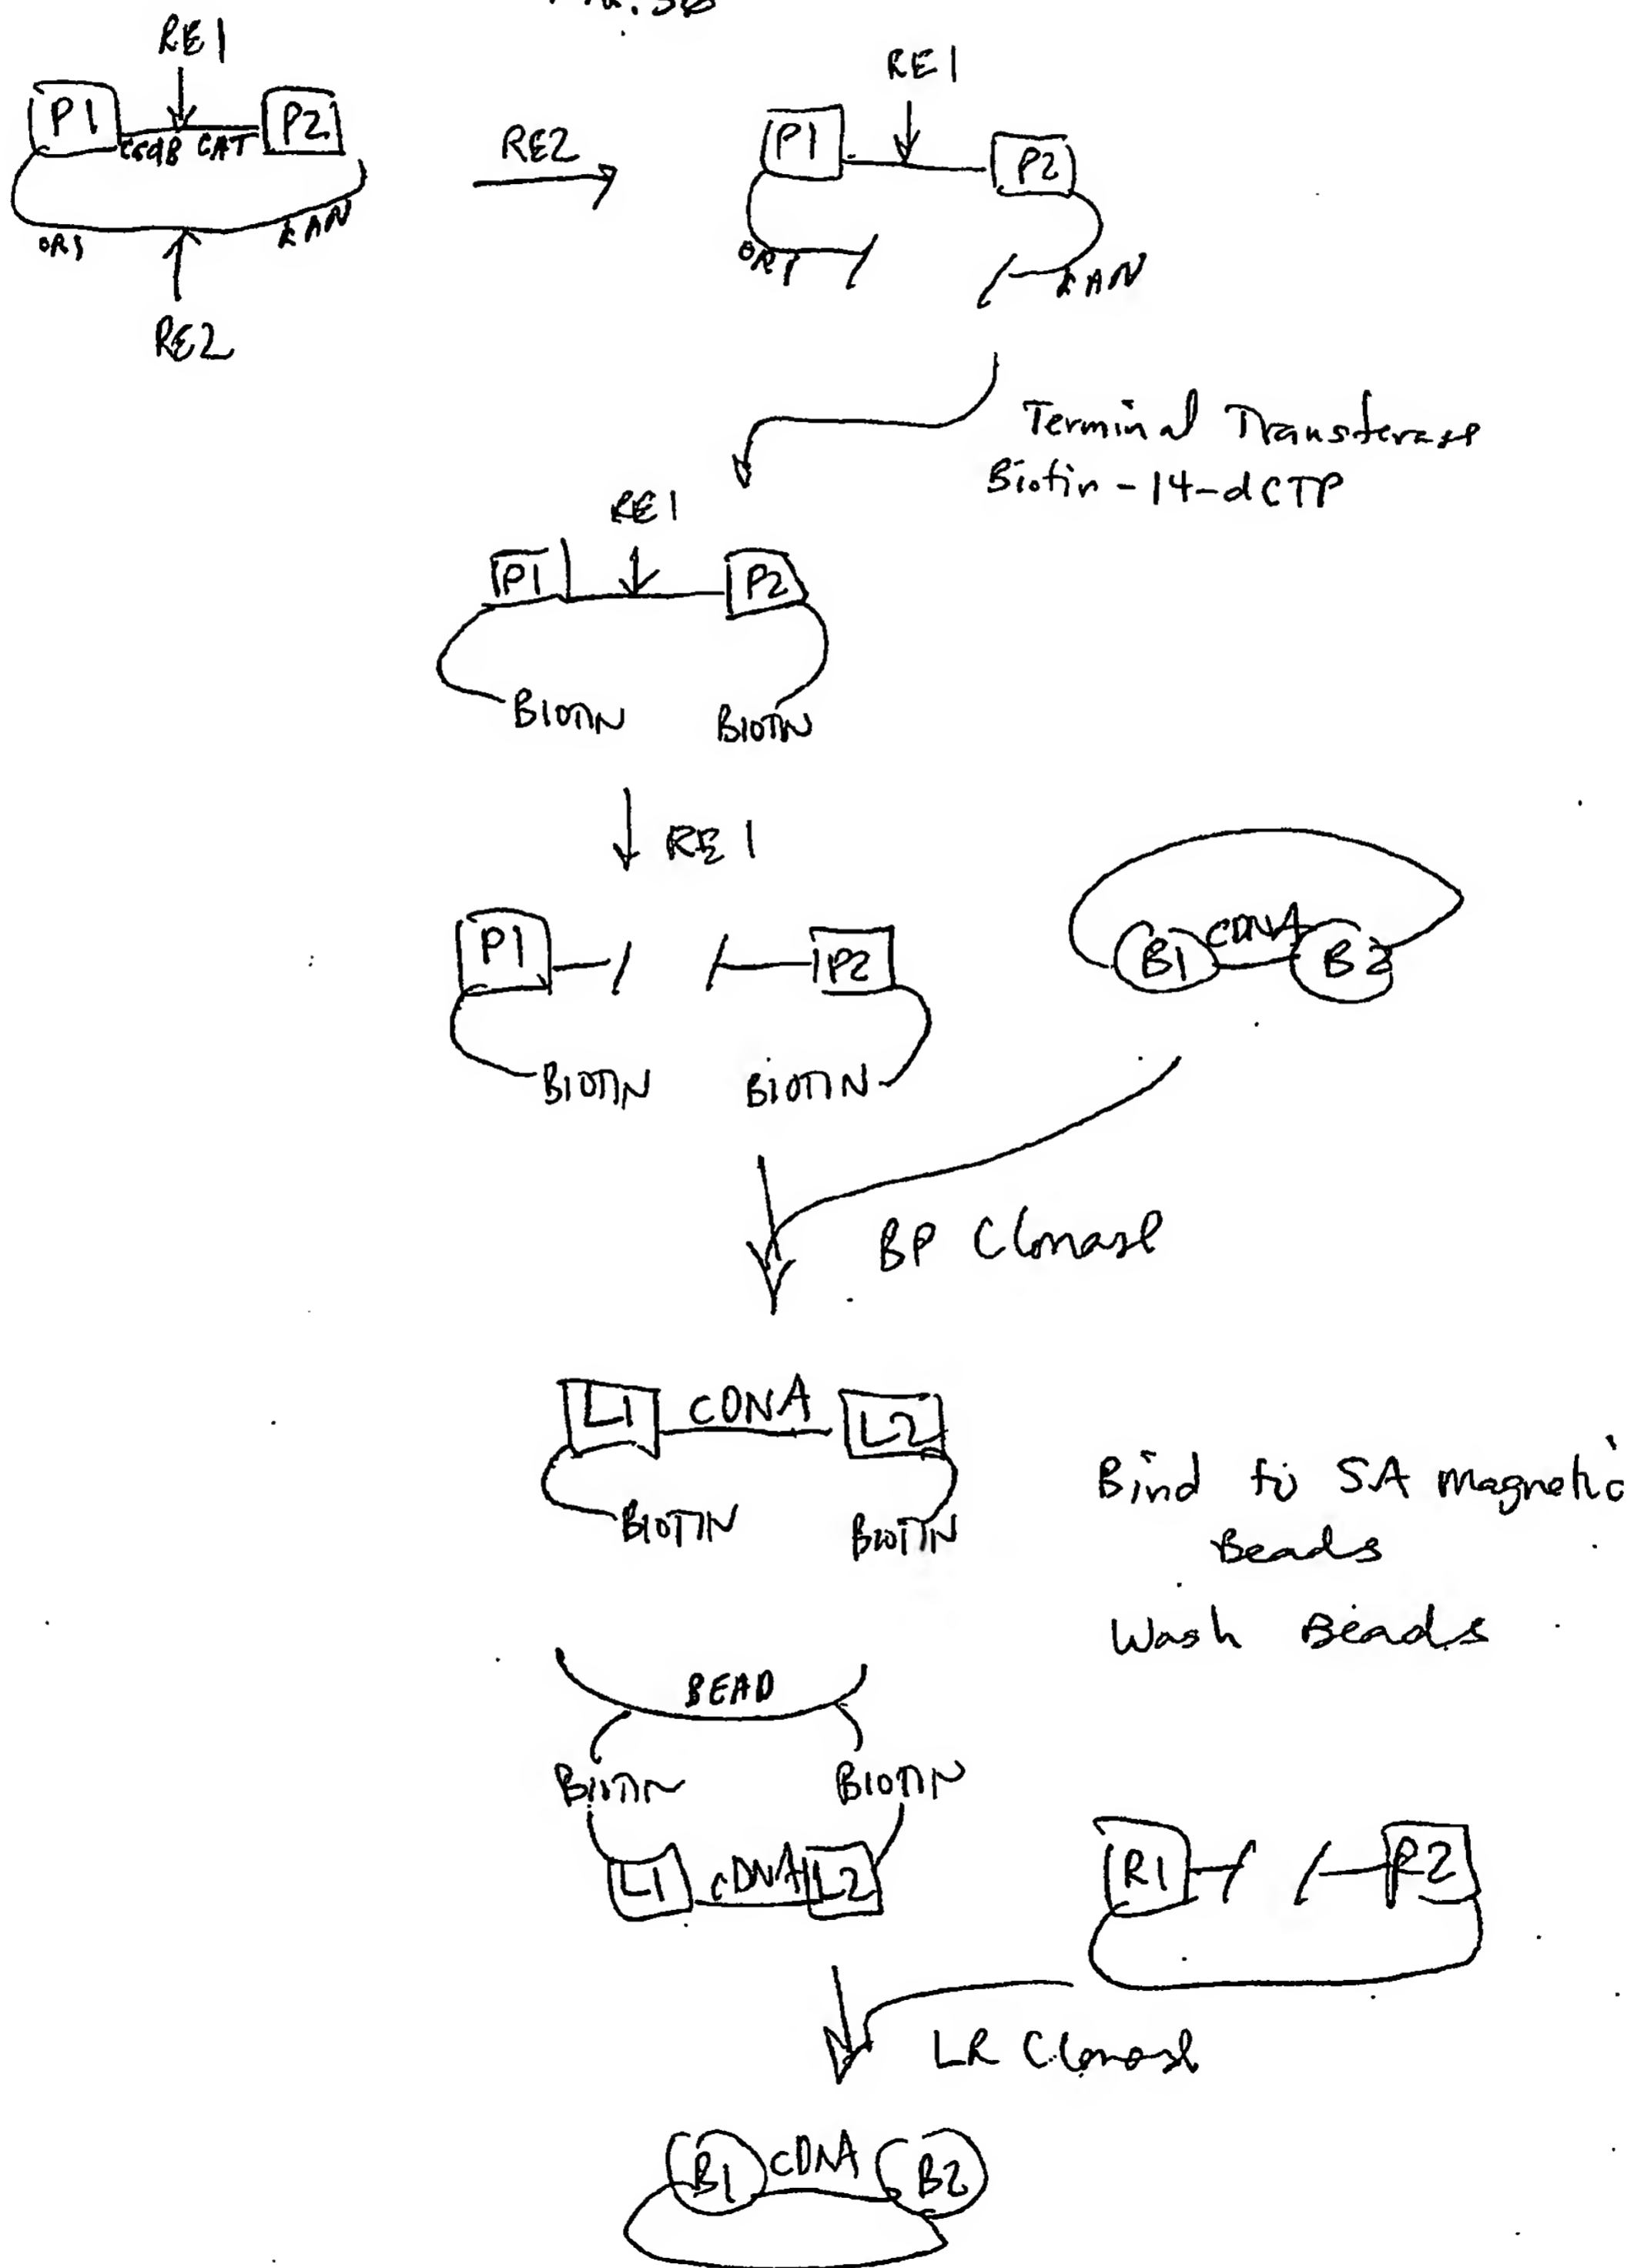 RE1
P1
P2
CAT
ORI
KAN
RE2
RE2
RE1
P1
P2
ORI
KAN
Terminal Transferase
Biotin-14-dCTP
RE1
P1
P2
BIOTIN
BIOTIN
RE1
P1
P2
BIOTIN
BIOTIN
B1
CDNA
B2
BP Clonase
L1
CDNA
L2
BIOTIN
BIOTIN
Bind to SA magnetic
Beads
Wash Beads
BEAD
BIOTIN
BIOTIN
L1
cDNA
L2
R1
R2
LR Clonase
B1
cDNA
B2